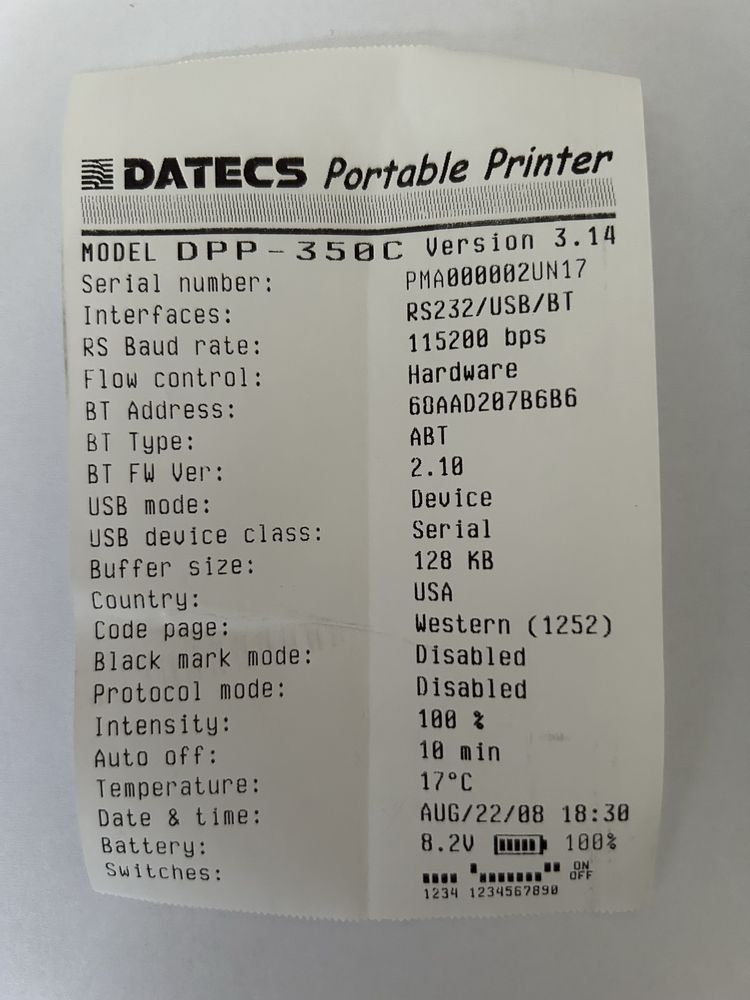 DATECS Portable Printer
MODEL DPP-350C Version 3.14
Serial number: PMA000002UN17
Interfaces: RS232/USB/BT
RS Baud rate: 115200 bps
Flow control: Hardware
BT Address: 68AAD207B6B6
BT Type: ABT
BT FW Ver: 2.10
USB mode: Device
USB device class: Serial
Buffer size: 128 KB
Country: USA
Code page: Western (1252)
Black mark mode: Disabled
Protocol mode: Disabled
Intensity: 100 %
Auto off: 10 min
Temperature: 17°C
Date & time: AUG/22/08 18:30
Battery: 8.2V 100%
Switches: ON
OFF
1234 1234567890